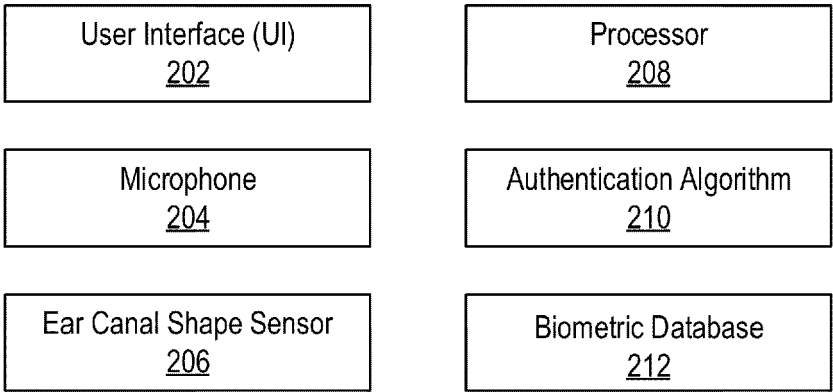 User Interface (UI)
202
Processor
208
Microphone
204
Authentication Algorithm
210
Ear Canal Shape Sensor
206
Biometric Database
212